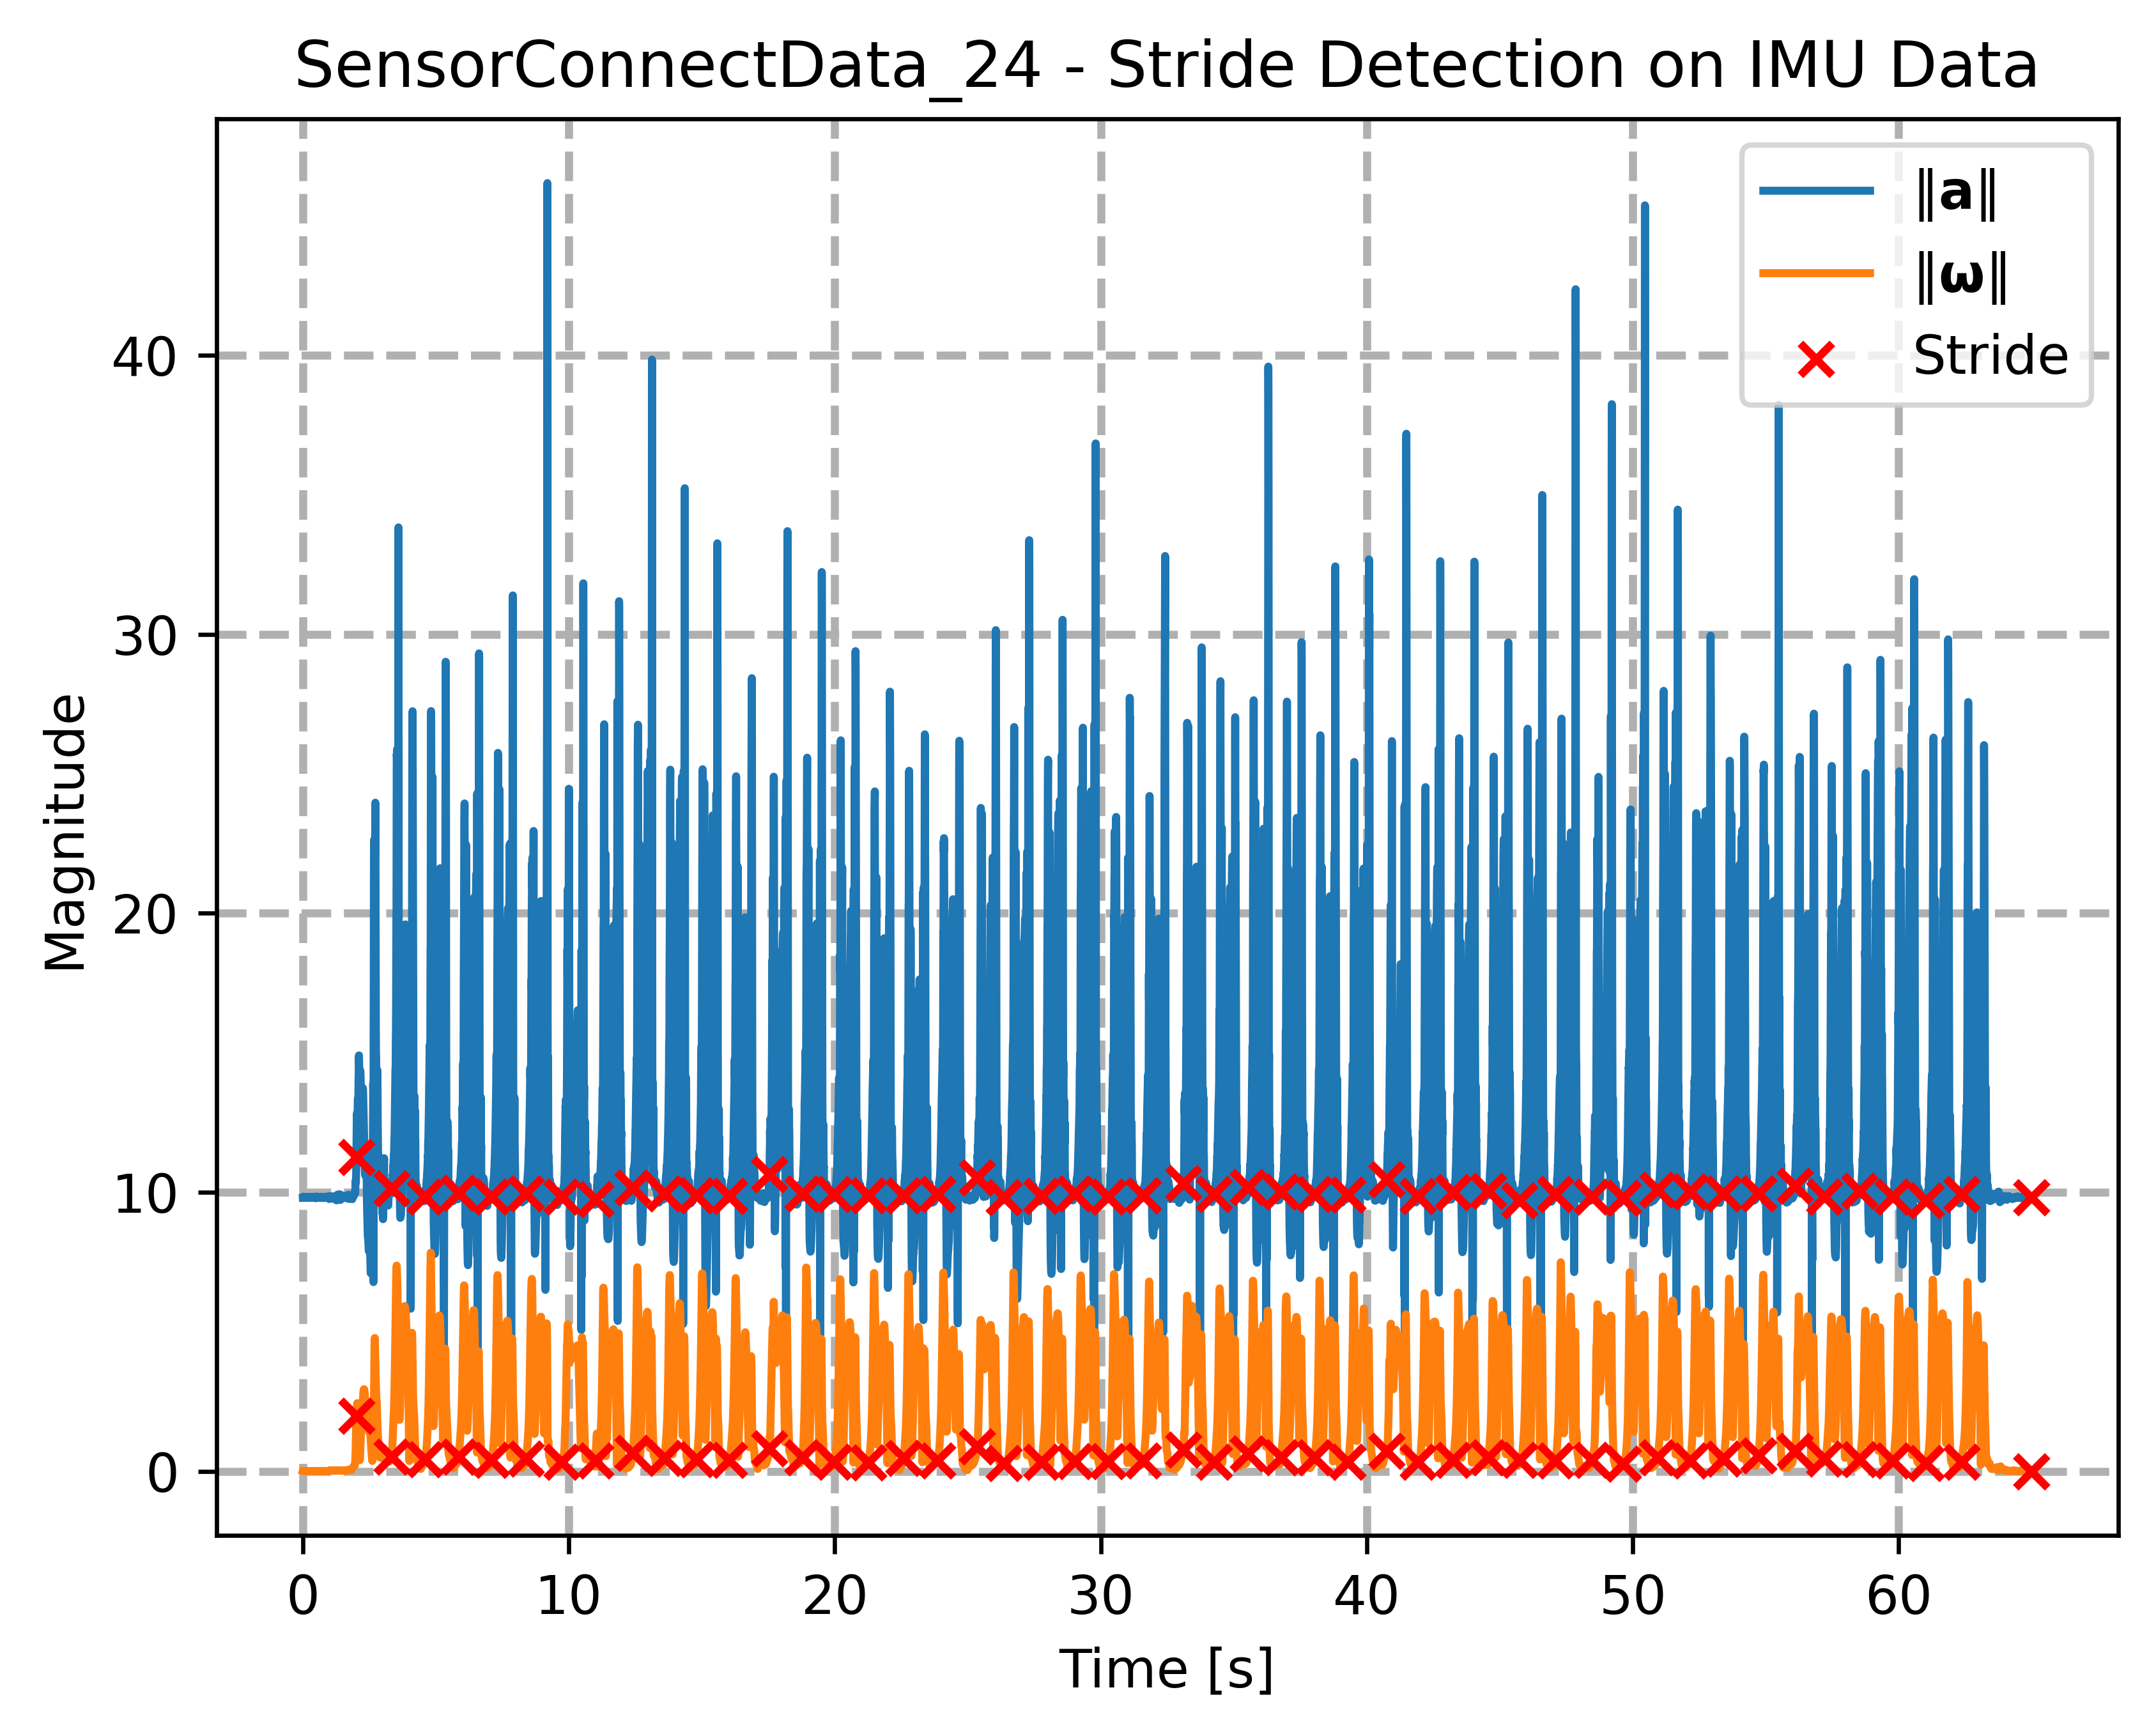 SensorConnectData_24 - Stride Detection on IMU Data
‖a‖
‖ω‖
Stride
Magnitude
40
30
20
10
0
0 10 20 30 40 50 60
Time [s]